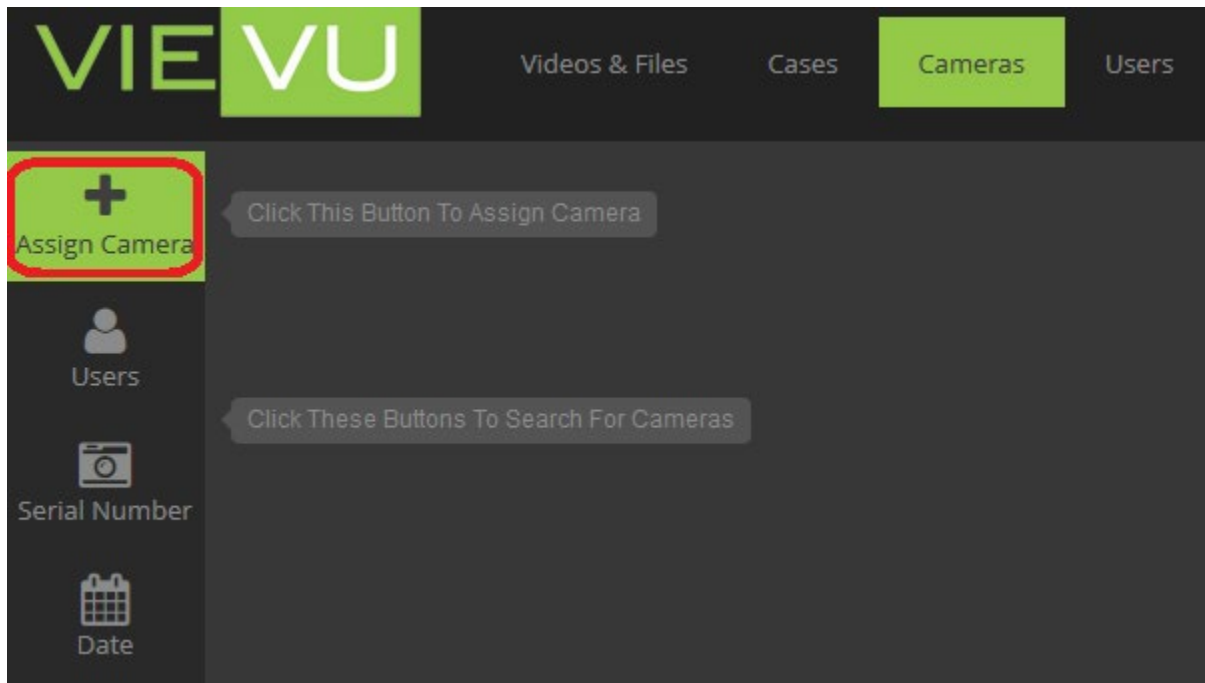 VIEVU
Videos & Files Cases Cameras Users
Assign Camera
Click This Button To Assign Camera
Users
Click These Buttons To Search For Cameras
Serial Number
Date